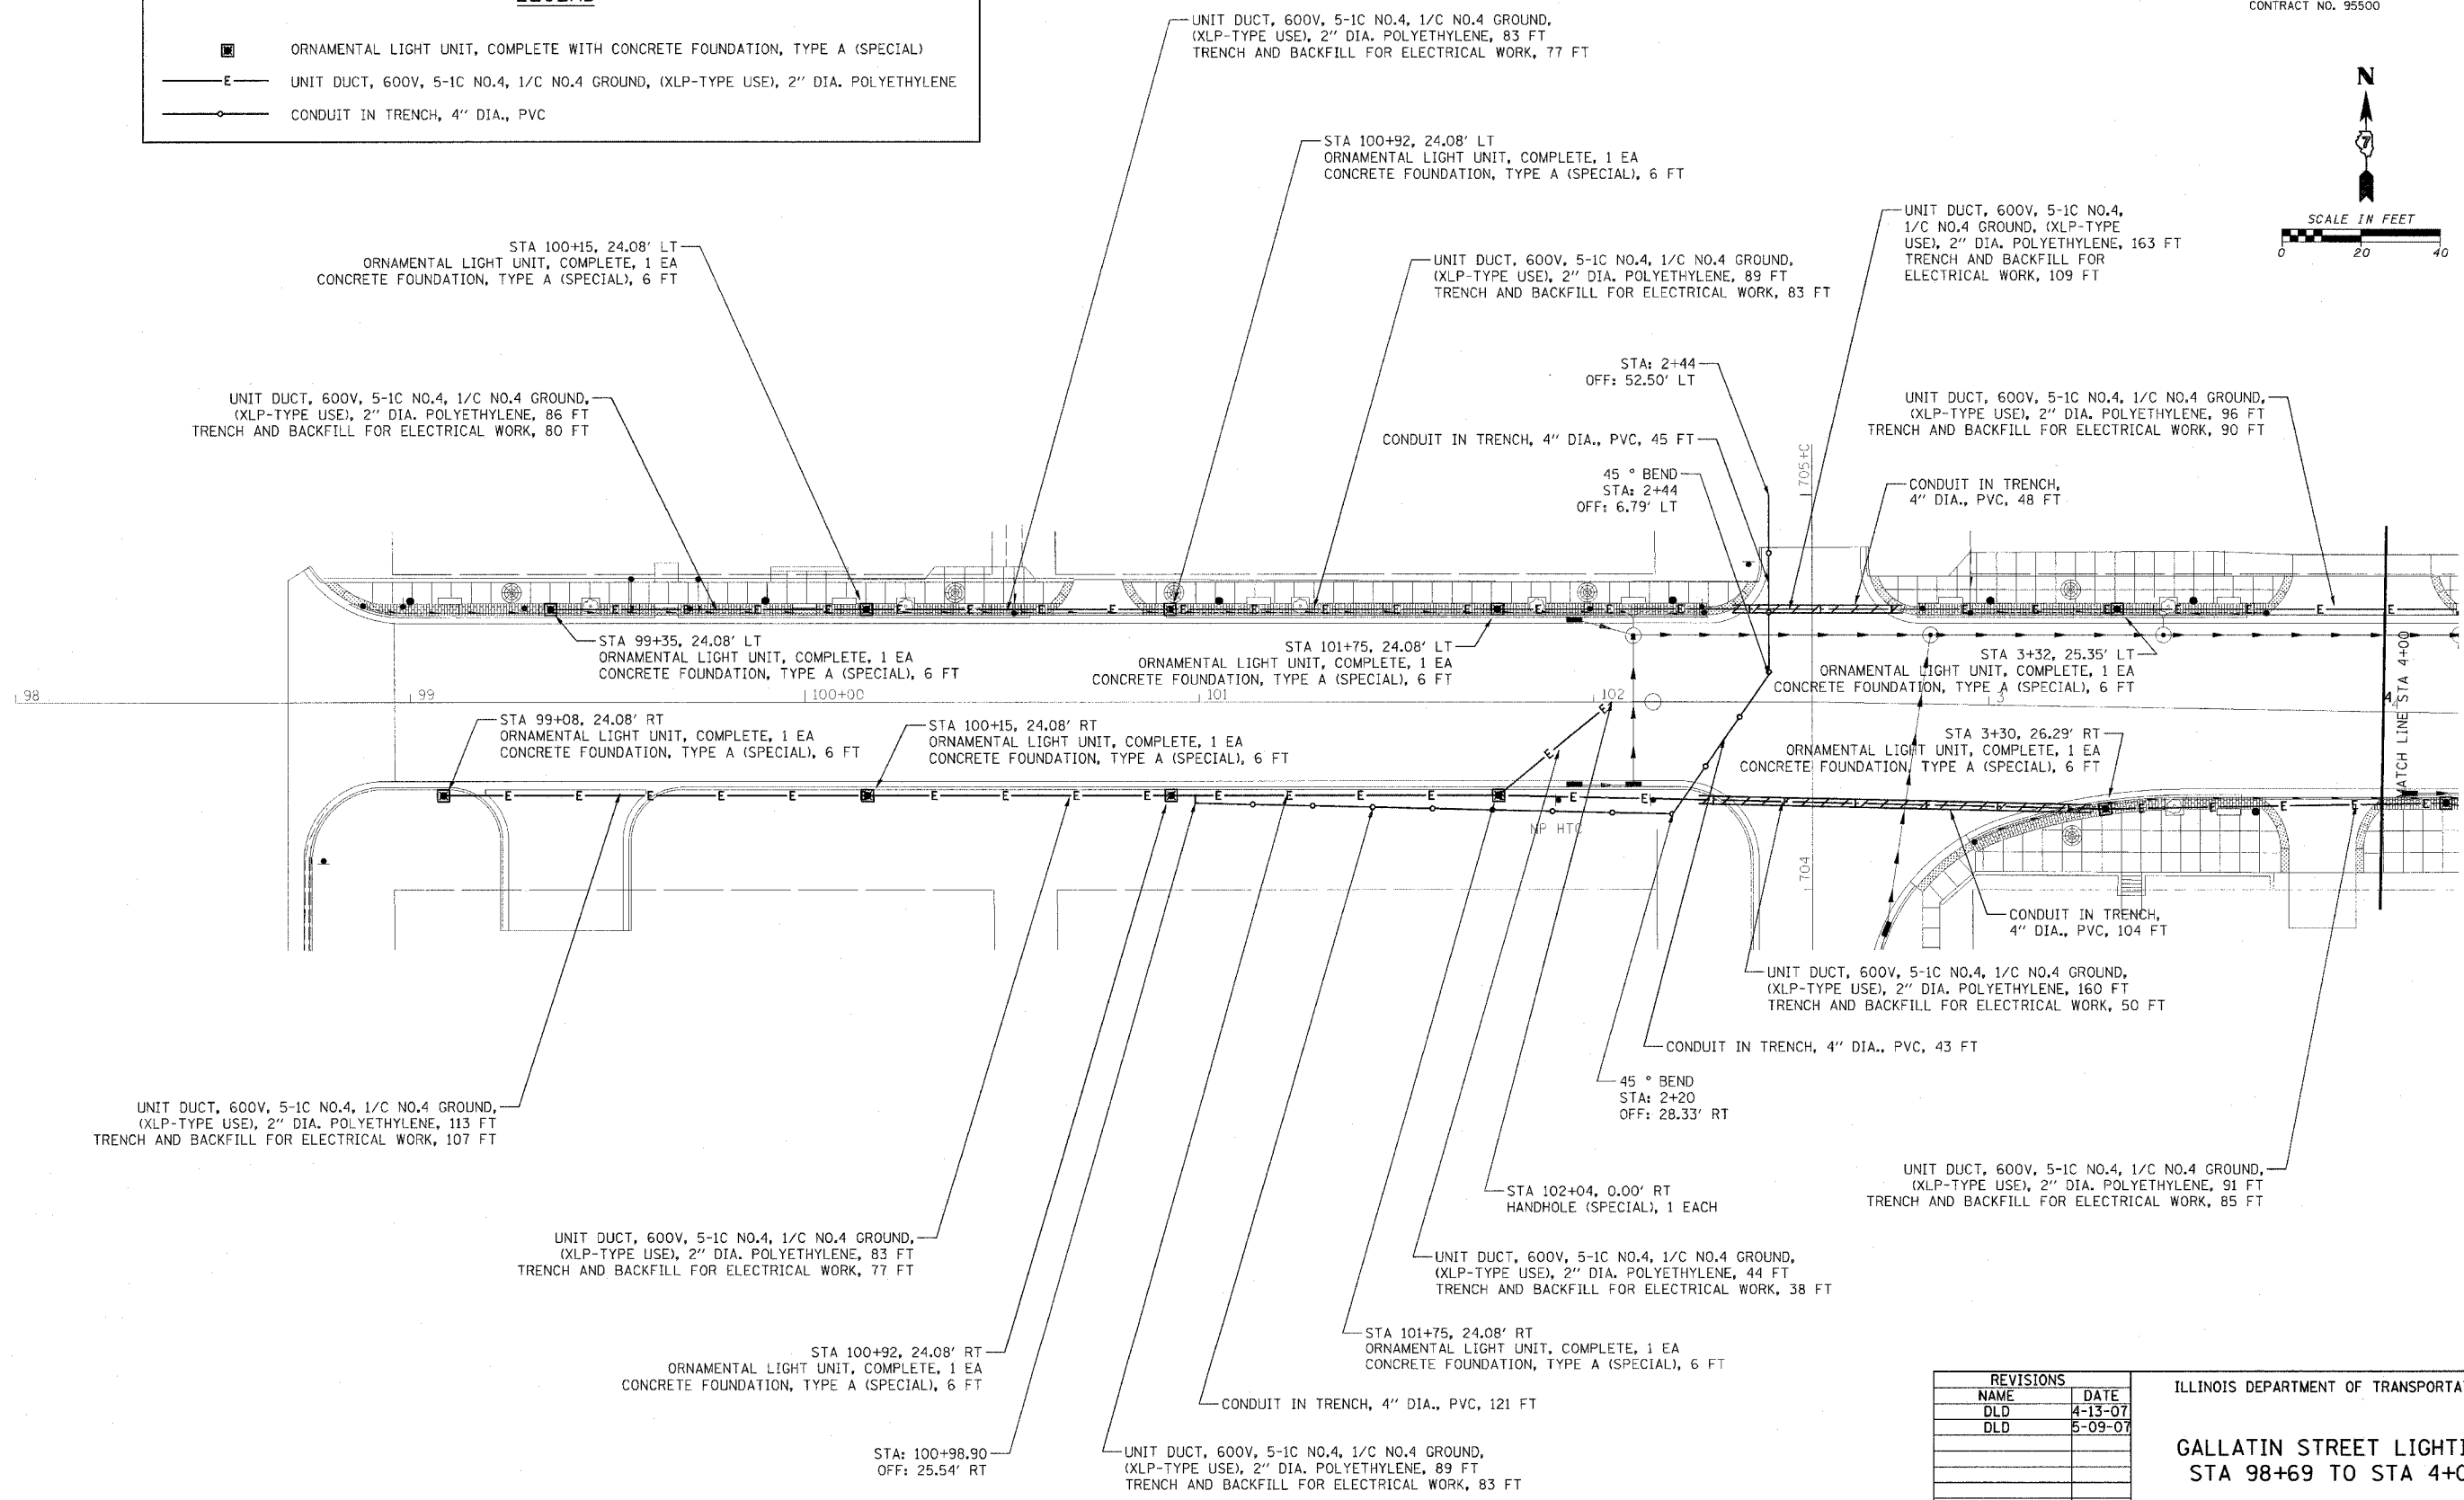 CONTRACT NO. 95500
LEGEND
ORNAMENTAL LIGHT UNIT, COMPLETE WITH CONCRETE FOUNDATION, TYPE A (SPECIAL)
E
UNIT DUCT, 600V, 5-1C NO.4, 1/C NO.4 GROUND, (XLP-TYPE USE), 2" DIA. POLYETHYLENE
CONDUIT IN TRENCH, 4" DIA., PVC
UNIT DUCT, 600V, 5-1C NO.4, 1/C NO.4 GROUND,
(XLP-TYPE USE), 2" DIA. POLYETHYLENE, 83 FT
TRENCH AND BACKFILL FOR ELECTRICAL WORK, 77 FT
N
7
SCALE IN FEET
0 20 40
STA 100+92, 24.08' LT
ORNAMENTAL LIGHT UNIT, COMPLETE, 1 EA
CONCRETE FOUNDATION, TYPE A (SPECIAL), 6 FT
STA 100+15, 24.08' LT
ORNAMENTAL LIGHT UNIT, COMPLETE, 1 EA
CONCRETE FOUNDATION, TYPE A (SPECIAL), 6 FT
UNIT DUCT, 600V, 5-1C NO.4, 1/C NO.4 GROUND,
(XLP-TYPE USE), 2" DIA. POLYETHYLENE, 89 FT
TRENCH AND BACKFILL FOR ELECTRICAL WORK, 83 FT
UNIT DUCT, 600V, 5-1C NO.4,
1/C NO.4 GROUND, (XLP-TYPE
USE), 2" DIA. POLYETHYLENE, 163 FT
TRENCH AND BACKFILL FOR
ELECTRICAL WORK, 109 FT
UNIT DUCT, 600V, 5-1C NO.4, 1/C NO.4 GROUND,
(XLP-TYPE USE), 2" DIA. POLYETHYLENE, 86 FT
TRENCH AND BACKFILL FOR ELECTRICAL WORK, 80 FT
STA: 2+44
OFF: 52.50' LT
CONDUIT IN TRENCH, 4" DIA., PVC, 45 FT
45 ° BEND
STA: 2+44
OFF: 6.79' LT
705+C
UNIT DUCT, 600V, 5-1C NO.4, 1/C NO.4 GROUND,
(XLP-TYPE USE), 2" DIA. POLYETHYLENE, 96 FT
TRENCH AND BACKFILL FOR ELECTRICAL WORK, 90 FT
CONDUIT IN TRENCH,
4" DIA., PVC, 48 FT
STA 99+35, 24.08' LT
ORNAMENTAL LIGHT UNIT, COMPLETE, 1 EA
CONCRETE FOUNDATION, TYPE A (SPECIAL), 6 FT
STA 101+75, 24.08' LT
ORNAMENTAL LIGHT UNIT, COMPLETE, 1 EA
CONCRETE FOUNDATION, TYPE A (SPECIAL), 6 FT
STA 3+32, 25.35' LT
ORNAMENTAL LIGHT UNIT, COMPLETE, 1 EA
CONCRETE FOUNDATION, TYPE A (SPECIAL), 6 FT
98 99 100+00 101 102 3 4
MATCH LINE STA 4+00
STA 99+08, 24.08' RT
ORNAMENTAL LIGHT UNIT, COMPLETE, 1 EA
CONCRETE FOUNDATION, TYPE A (SPECIAL), 6 FT
STA 100+15, 24.08' RT
ORNAMENTAL LIGHT UNIT, COMPLETE, 1 EA
CONCRETE FOUNDATION, TYPE A (SPECIAL), 6 FT
STA 3+30, 26.29' RT
ORNAMENTAL LIGHT UNIT, COMPLETE, 1 EA
CONCRETE FOUNDATION, TYPE A (SPECIAL), 6 FT
NP HTC
704
CONDUIT IN TRENCH,
4" DIA., PVC, 104 FT
UNIT DUCT, 600V, 5-1C NO.4, 1/C NO.4 GROUND,
(XLP-TYPE USE), 2" DIA. POLYETHYLENE, 160 FT
TRENCH AND BACKFILL FOR ELECTRICAL WORK, 50 FT
CONDUIT IN TRENCH, 4" DIA., PVC, 43 FT
45 ° BEND
STA: 2+20
OFF: 28.33' RT
UNIT DUCT, 600V, 5-1C NO.4, 1/C NO.4 GROUND,
(XLP-TYPE USE), 2" DIA. POLYETHYLENE, 113 FT
TRENCH AND BACKFILL FOR ELECTRICAL WORK, 107 FT
STA 102+04, 0.00' RT
HANDHOLE (SPECIAL), 1 EACH
UNIT DUCT, 600V, 5-1C NO.4, 1/C NO.4 GROUND,
(XLP-TYPE USE), 2" DIA. POLYETHYLENE, 91 FT
TRENCH AND BACKFILL FOR ELECTRICAL WORK, 85 FT
UNIT DUCT, 600V, 5-1C NO.4, 1/C NO.4 GROUND,
(XLP-TYPE USE), 2" DIA. POLYETHYLENE, 83 FT
TRENCH AND BACKFILL FOR ELECTRICAL WORK, 77 FT
UNIT DUCT, 600V, 5-1C NO.4, 1/C NO.4 GROUND,
(XLP-TYPE USE), 2" DIA. POLYETHYLENE, 44 FT
TRENCH AND BACKFILL FOR ELECTRICAL WORK, 38 FT
STA 101+75, 24.08' RT
ORNAMENTAL LIGHT UNIT, COMPLETE, 1 EA
CONCRETE FOUNDATION, TYPE A (SPECIAL), 6 FT
STA 100+92, 24.08' RT
ORNAMENTAL LIGHT UNIT, COMPLETE, 1 EA
CONCRETE FOUNDATION, TYPE A (SPECIAL), 6 FT
CONDUIT IN TRENCH, 4" DIA., PVC, 121 FT
STA: 100+98.90
OFF: 25.54' RT
UNIT DUCT, 600V, 5-1C NO.4, 1/C NO.4 GROUND,
(XLP-TYPE USE), 2" DIA. POLYETHYLENE, 89 FT
TRENCH AND BACKFILL FOR ELECTRICAL WORK, 83 FT
REVISIONS
NAME DATE
DLD 4-13-07
DLD 5-09-07
ILLINOIS DEPARTMENT OF TRANSPORTA
GALLATIN STREET LIGHTI
STA 98+69 TO STA 4+0